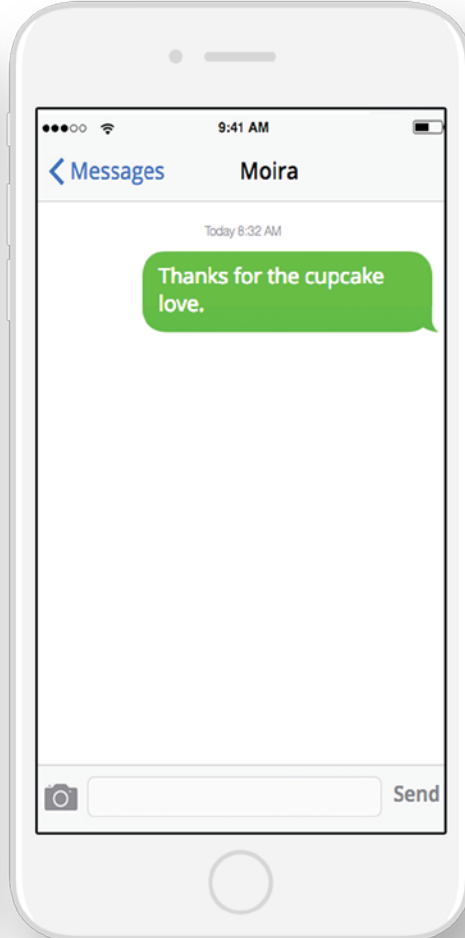 9:41 AM
Messages Moira
Today 8:32 AM
Thanks for the cupcake
love.
Send